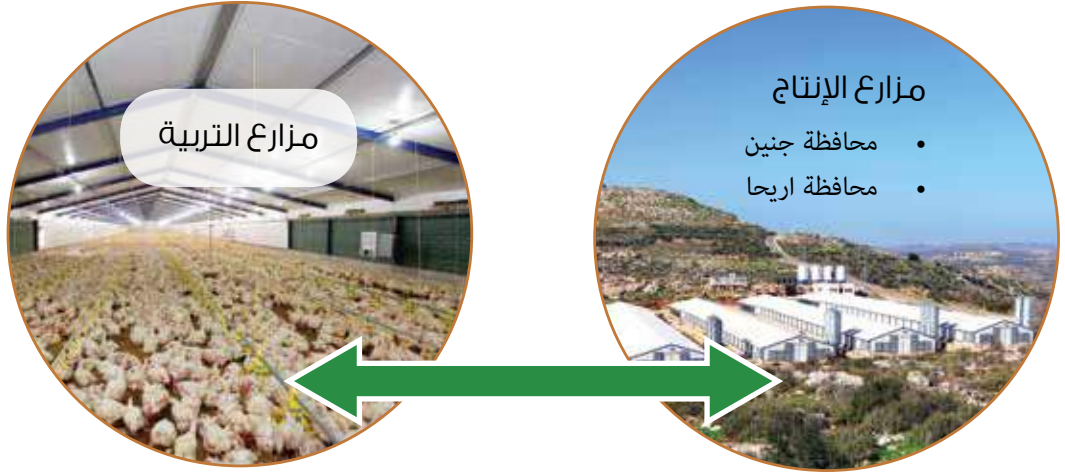 مزارع الإنتاج
• محافظة جنين
• محافظة اريحا
مزارع التربية